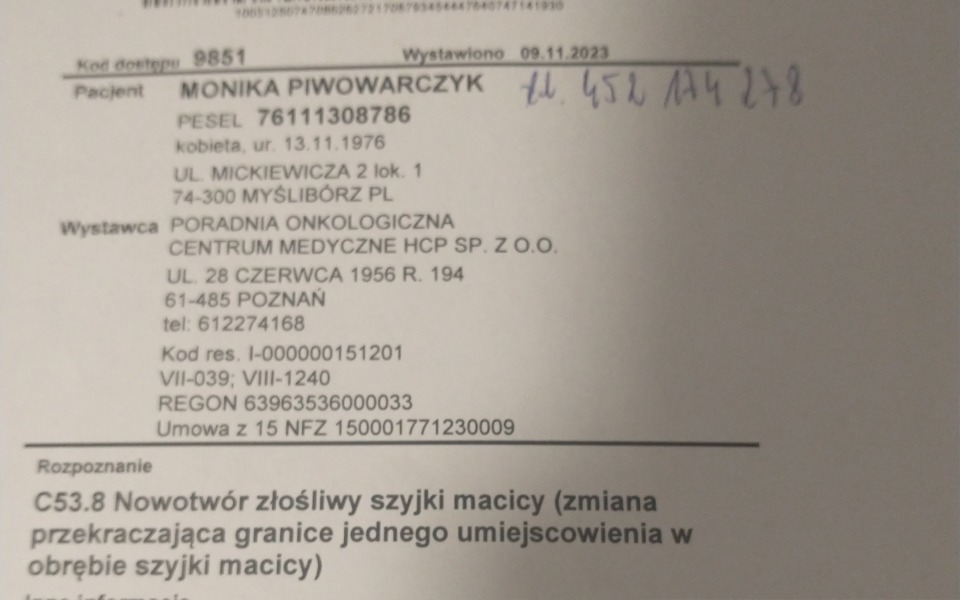 Kod dostępu 9851 Wystawiono 09.11.2023
Pacjent MONIKA PIWOWARCZYK 452 174 278
PESEL 76111308786
kobieta, ur. 13.11.1976
UL. MICKIEWICZA 2 lok. 1
74-300 MYŚLIBÓRZ PL
Wystawca PORADNIA ONKOLOGICZNA
CENTRUM MEDYCZNE HCP SP. Z O.O.
UL. 28 CZERWCA 1956 R. 194
61-485 POZNAŃ
tel: 612274168
Kod res. I-000000151201
VII-039; VIII-1240
REGON 63963536000033
Umowa z 15 NFZ 150001771230009
Rozpoznanie
C53.8 Nowotwór złośliwy szyjki macicy (zmiana
przekraczająca granice jednego umiejscowienia w
obrębie szyjki macicy)